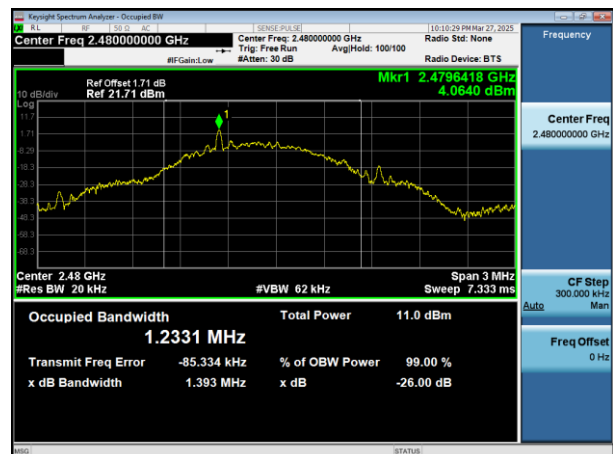 Keysight Spectrum Analyzer - Occupied BW
RL RF 50 Ω AC SENSE:PULSE 10:10:29 PM Mar 27, 2025
Center Freq 2.480000000 GHz
Center Freq: 2.480000000 GHz
Radio Std: None
Trig: Free Run
Avg|Hold: 100/100
#IFGain:Low
#Atten: 30 dB
Radio Device: BTS
Ref Offset 1.71 dB
Mkr1 2.4796418 GHz
10 dB/div
Ref 21.71 dBm
4.0640 dBm
Log
11.7
1
1.71
-8.29
-18.3
-28.3
-38.3
-48.3
-58.3
-68.3
Center 2.48 GHz
Span 3 MHz
#Res BW 20 kHz
#VBW 62 kHz
Sweep 7.333 ms
Occupied Bandwidth
Total Power
11.0 dBm
1.2331 MHz
Transmit Freq Error
-85.334 kHz
% of OBW Power
99.00 %
x dB Bandwidth
1.393 MHz
x dB
-26.00 dB
MSG
STATUS
Frequency
Center Freq
2.480000000 GHz
CF Step
300.000 kHz
Auto Man
Freq Offset
0 Hz